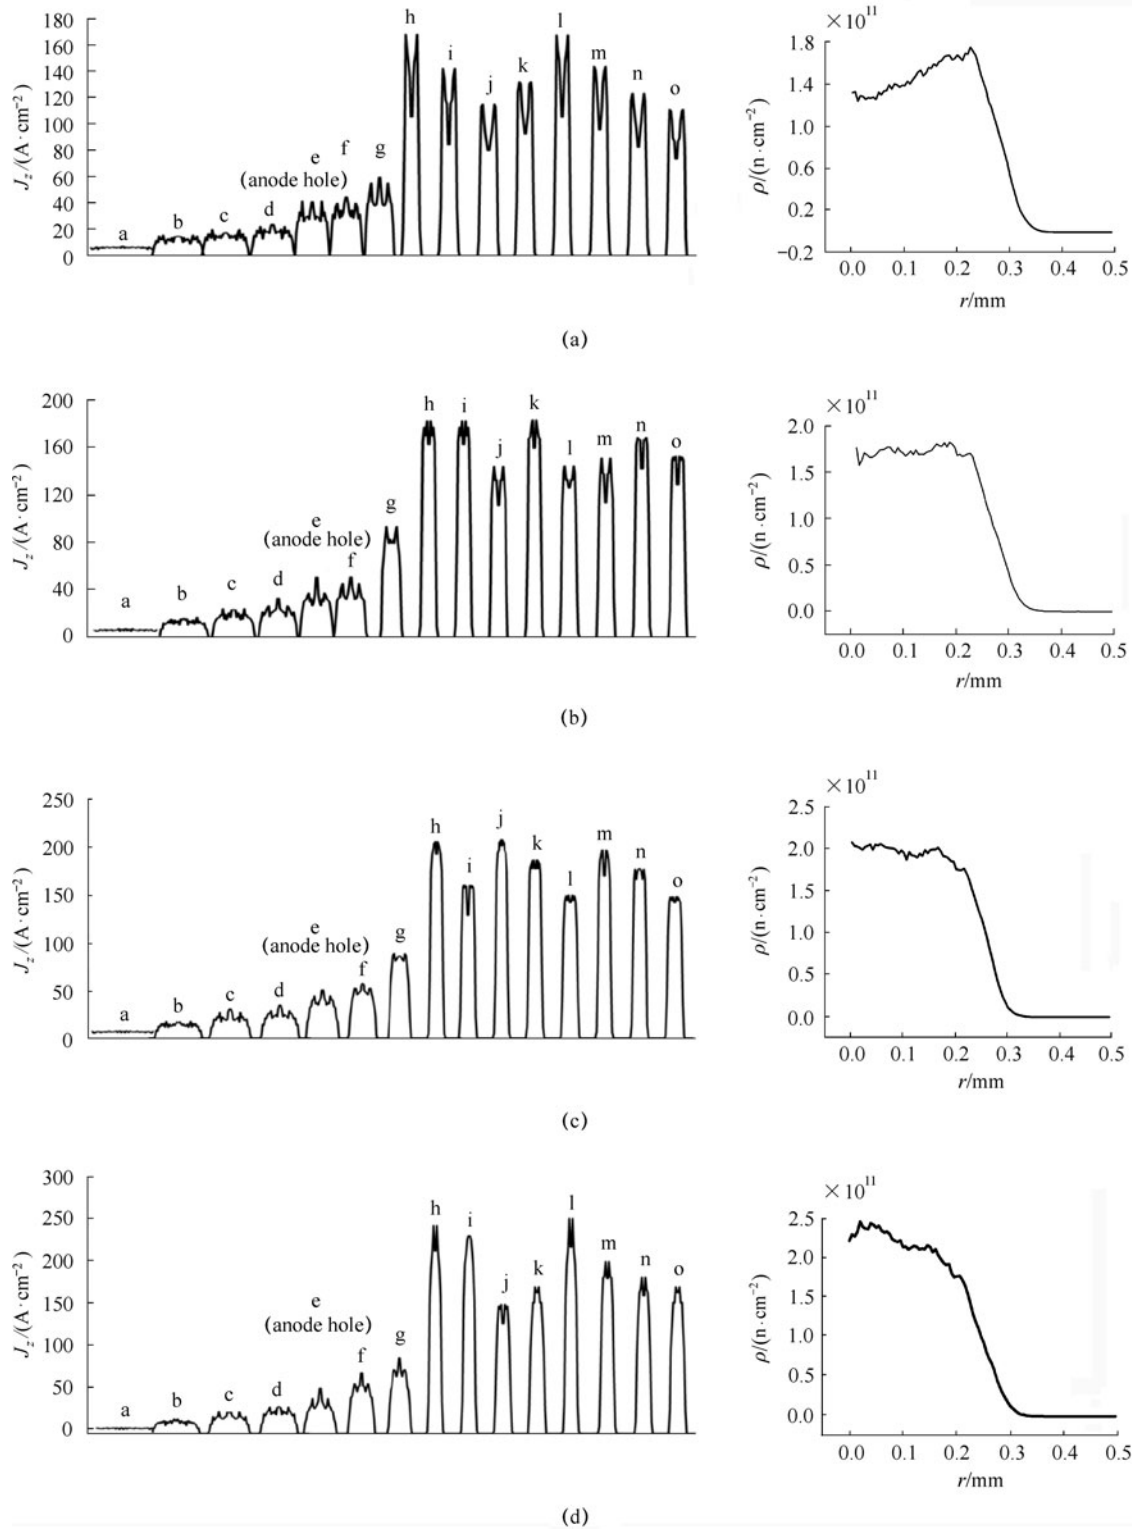 180
160
140
120
100
80
60
40
20
0
J_z/(A·cm⁻²)
a
b
c
d
e
(anode hole)
f
g
h
i
j
k
l
m
n
o
×10¹¹
1.8
1.4
1.0
0.6
0.2
−0.2
ρ/(n·cm⁻²)
0.0 0.1 0.2 0.3 0.4 0.5
r/mm
(a)
200
160
120
80
40
0
J_z/(A·cm⁻²)
a
b
c
d
e
(anode hole)
f
g
h
i
j
k
l
m
n
o
×10¹¹
2.0
1.5
1.0
0.5
0.0
ρ/(n·cm⁻²)
0.0 0.1 0.2 0.3 0.4 0.5
r/mm
(b)
250
200
150
100
50
0
J_z/(A·cm⁻²)
a
b
c
d
e
(anode hole)
f
g
h
i
j
k
l
m
n
o
×10¹¹
2.5
2.0
1.5
1.0
0.5
0.0
ρ/(n·cm⁻²)
0.0 0.1 0.2 0.3 0.4 0.5
r/mm
(c)
300
250
200
150
100
50
0
J_z/(A·cm⁻²)
a
b
c
d
e
(anode hole)
f
g
h
i
j
k
l
m
n
o
×10¹¹
2.5
2.0
1.5
1.0
0.5
0.0
ρ/(n·cm⁻²)
0.0 0.1 0.2 0.3 0.4 0.5
r/mm
(d)